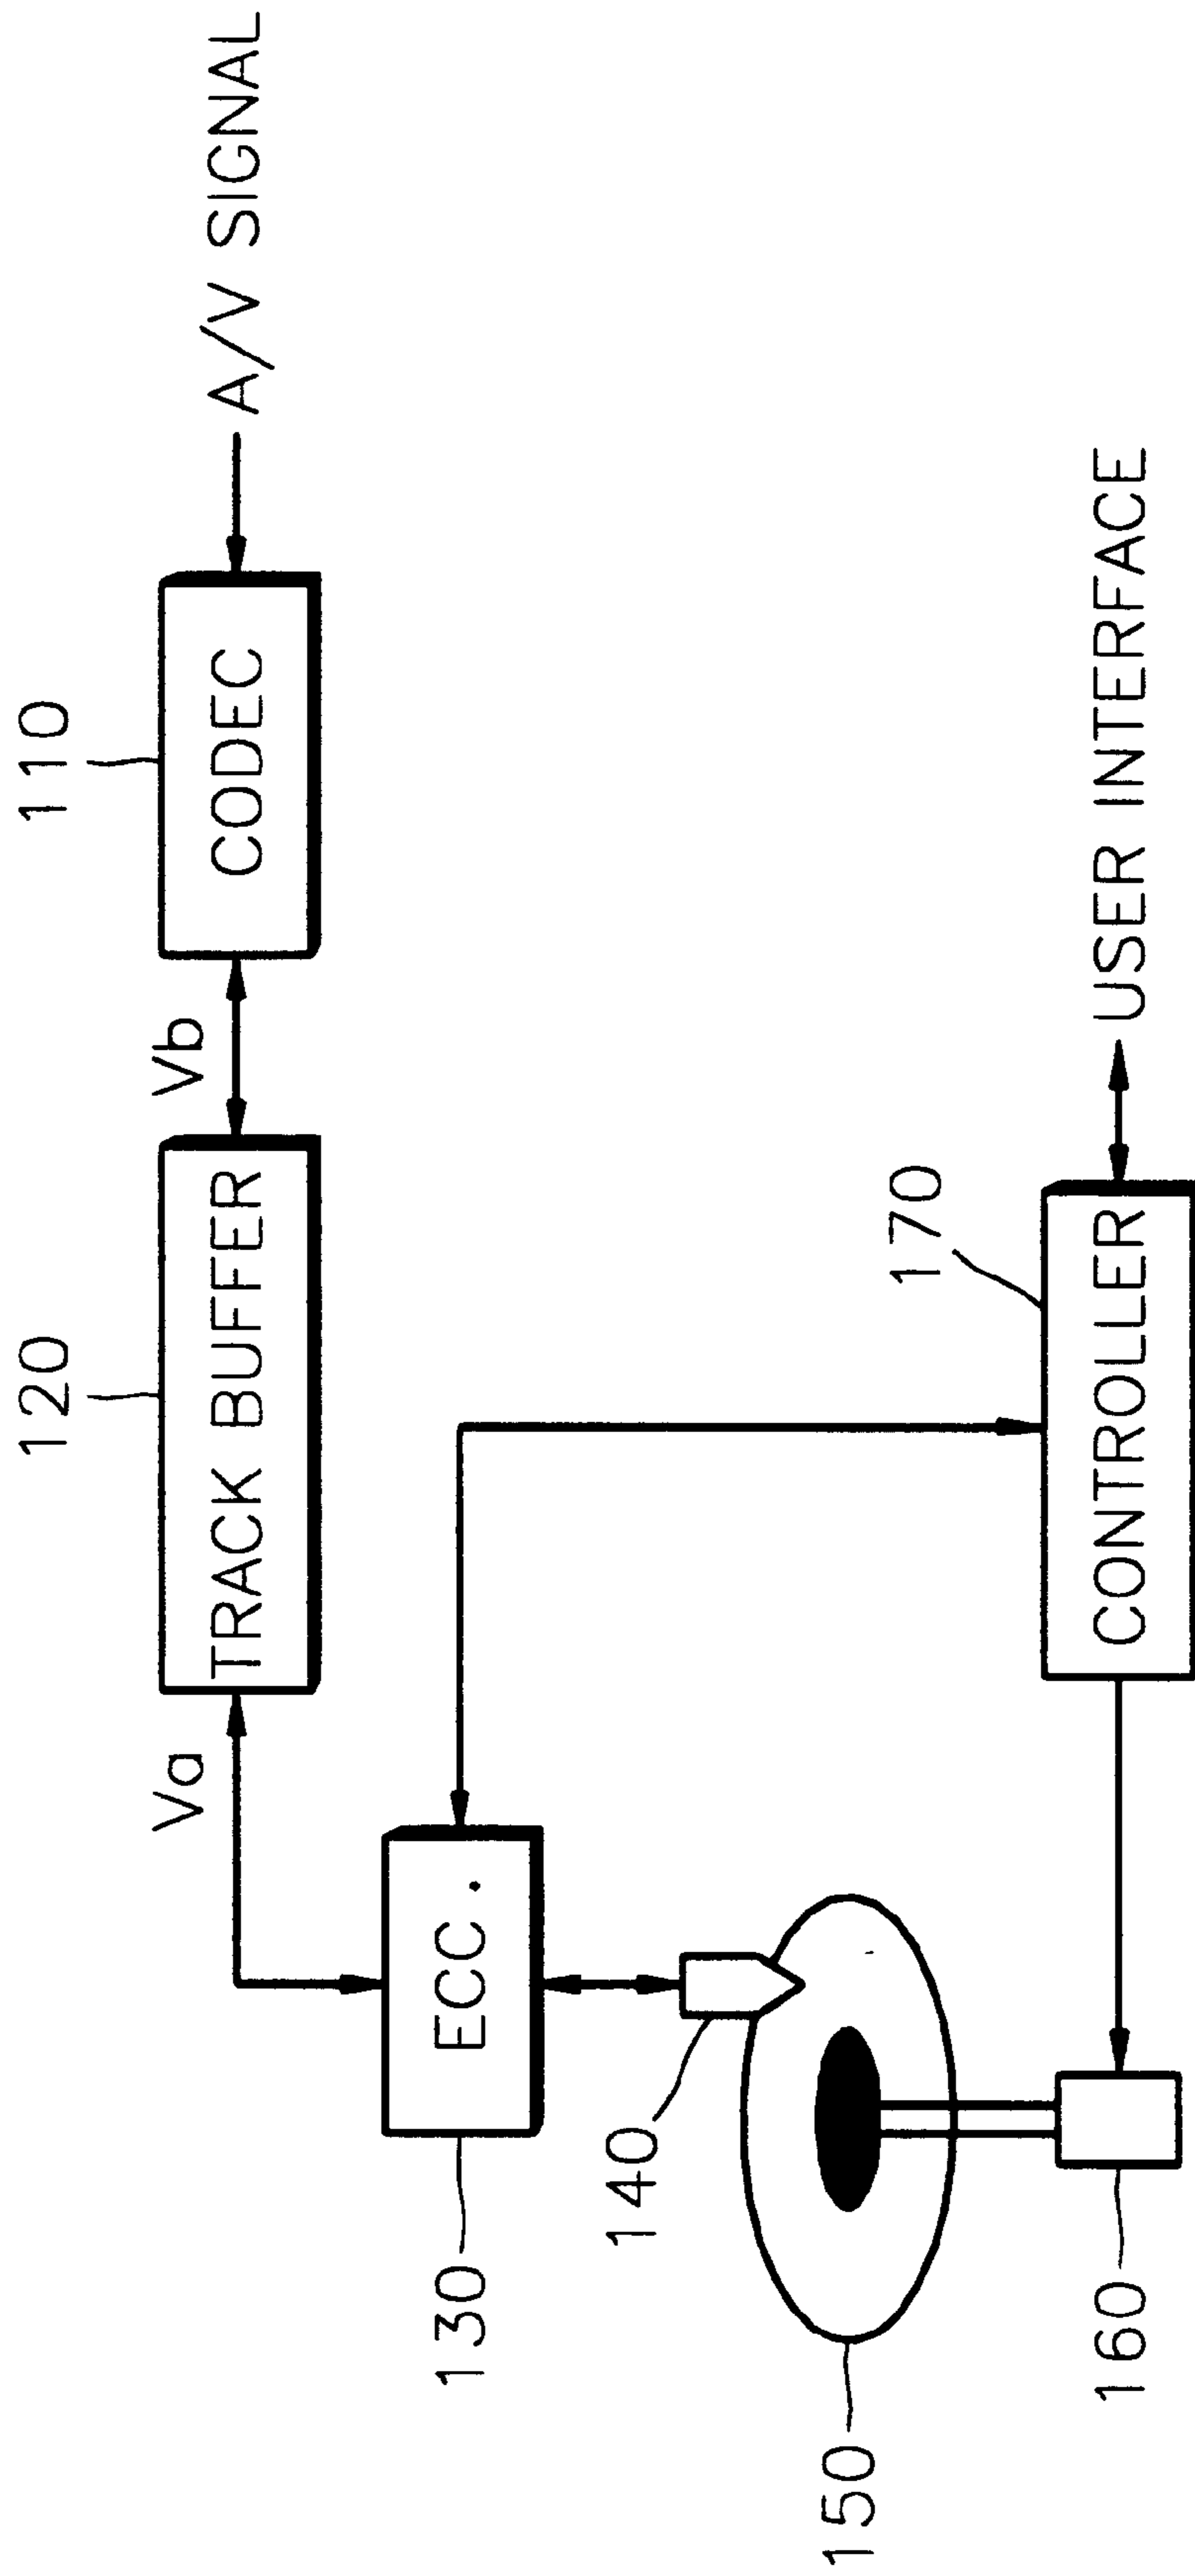 120
110
Va
Vb
TRACK BUFFER
CODEC
A/V SIGNAL
130
ECC.
140
150
170
160
CONTROLLER
USER INTERFACE